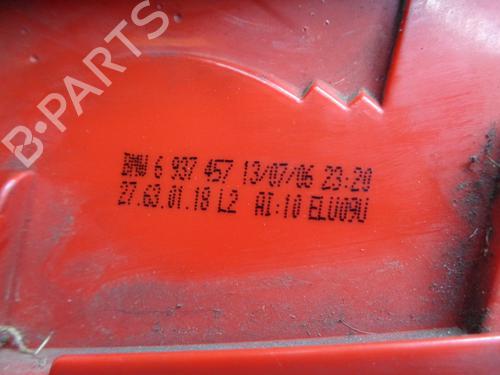 B-PARTS
BMW 6 937 457 13/07/06 23:20
27.63.01.18 L2 AI:10 ELU09U